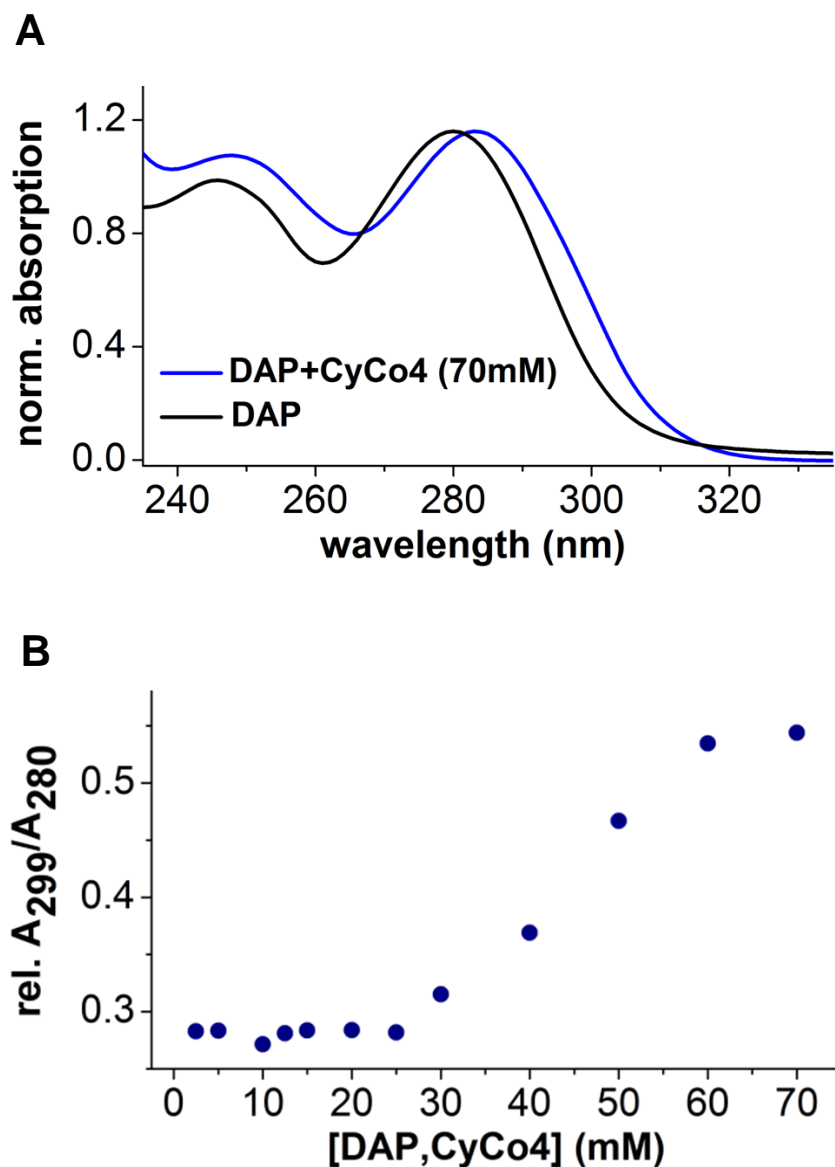 A
norm. absorption
1.2
0.8
0.4
0.0
DAP+CyCo4 (70mM)
DAP
240 260 280 300 320
wavelength (nm)
B
rel. A299/A280
0.5
0.4
0.3
0 10 20 30 40 50 60 70
[DAP,CyCo4] (mM)